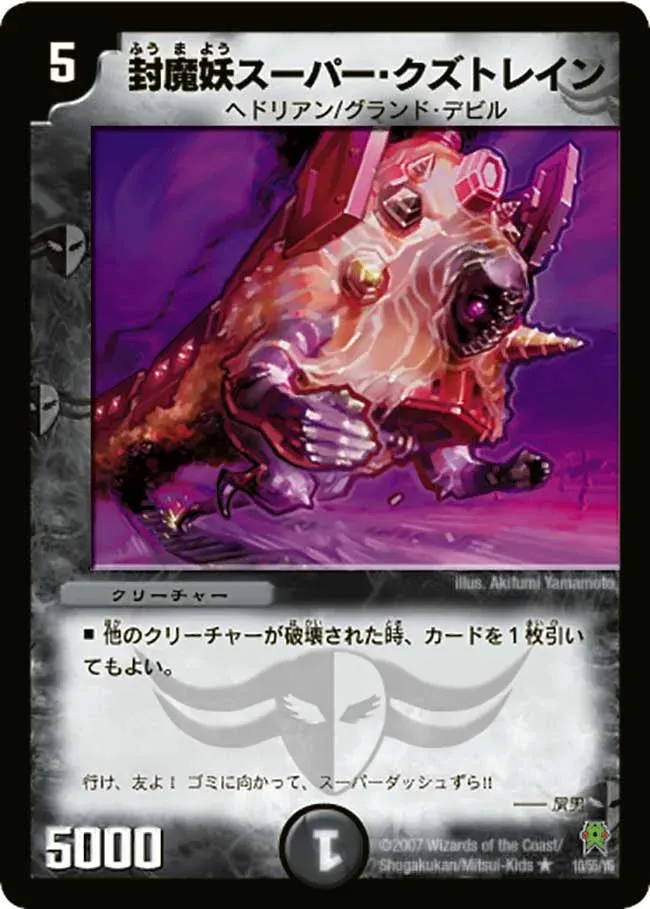 5
ふう ま よう
封魔妖スーパー・クズトレイン
ヘドリアン/グランド・デビル
illus. Akifumi Yamamoto
クリーチャー
■ 他のクリーチャーが破壊された時、カードを1枚引い
てもよい。
行け、友よ! ゴミに向かって、スーパーダッシュずら!!
—— 屑男
5000
1
©2007 Wizards of the Coast/
Shogakukan/Mitsui-Kids ★ 10/55/Y6